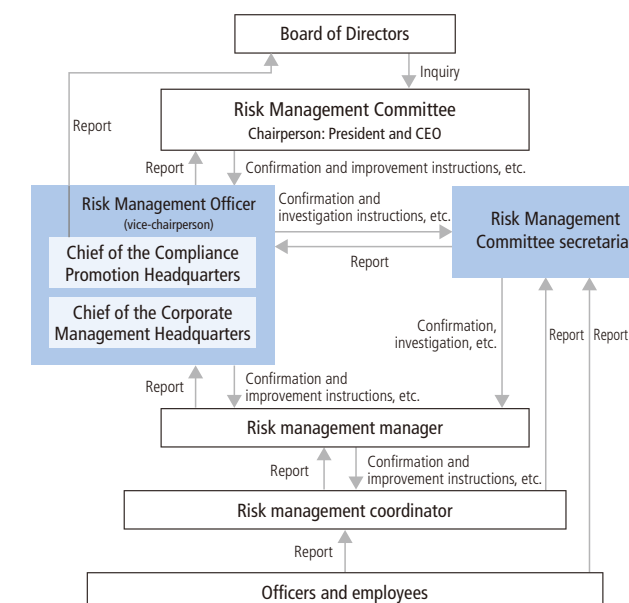 Board of Directors
Inquiry
Report
Risk Management Committee
Chairperson: President and CEO
Report
Confirmation and improvement instructions, etc.
Risk Management Officer
(vice-chairperson)
Chief of the Compliance
Promotion Headquarters
Chief of the Corporate
Management Headquarters
Confirmation and
investigation instructions, etc.
Report
Risk Management
Committee secretaria
Confirmation,
investigation, etc.
Report
Report
Report
Confirmation and
improvement instructions, etc.
Risk management manager
Report
Confirmation and
improvement instructions, etc.
Risk management coordinator
Report
Officers and employees